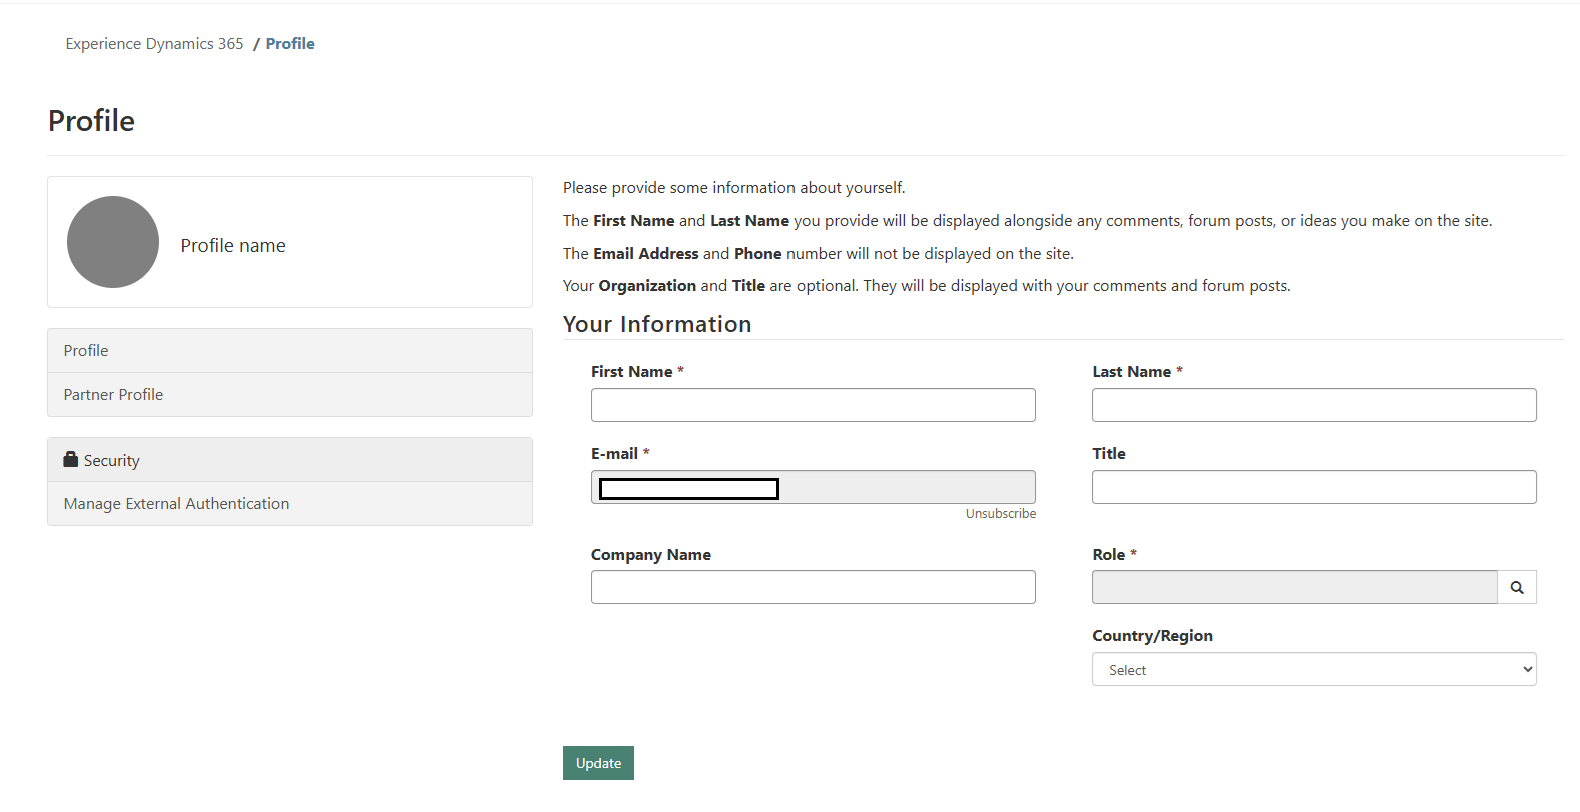 Experience Dynamics 365 / Profile
Profile
Profile name
Profile
Partner Profile
Security
Manage External Authentication
Please provide some information about yourself.
The First Name and Last Name you provide will be displayed alongside any comments, forum posts, or ideas you make on the site.
The Email Address and Phone number will not be displayed on the site.
Your Organization and Title are optional. They will be displayed with your comments and forum posts.
Your Information
First Name *
Last Name *
E-mail *
Title
Unsubscribe
Company Name
Role *
Country/Region
Select
Update